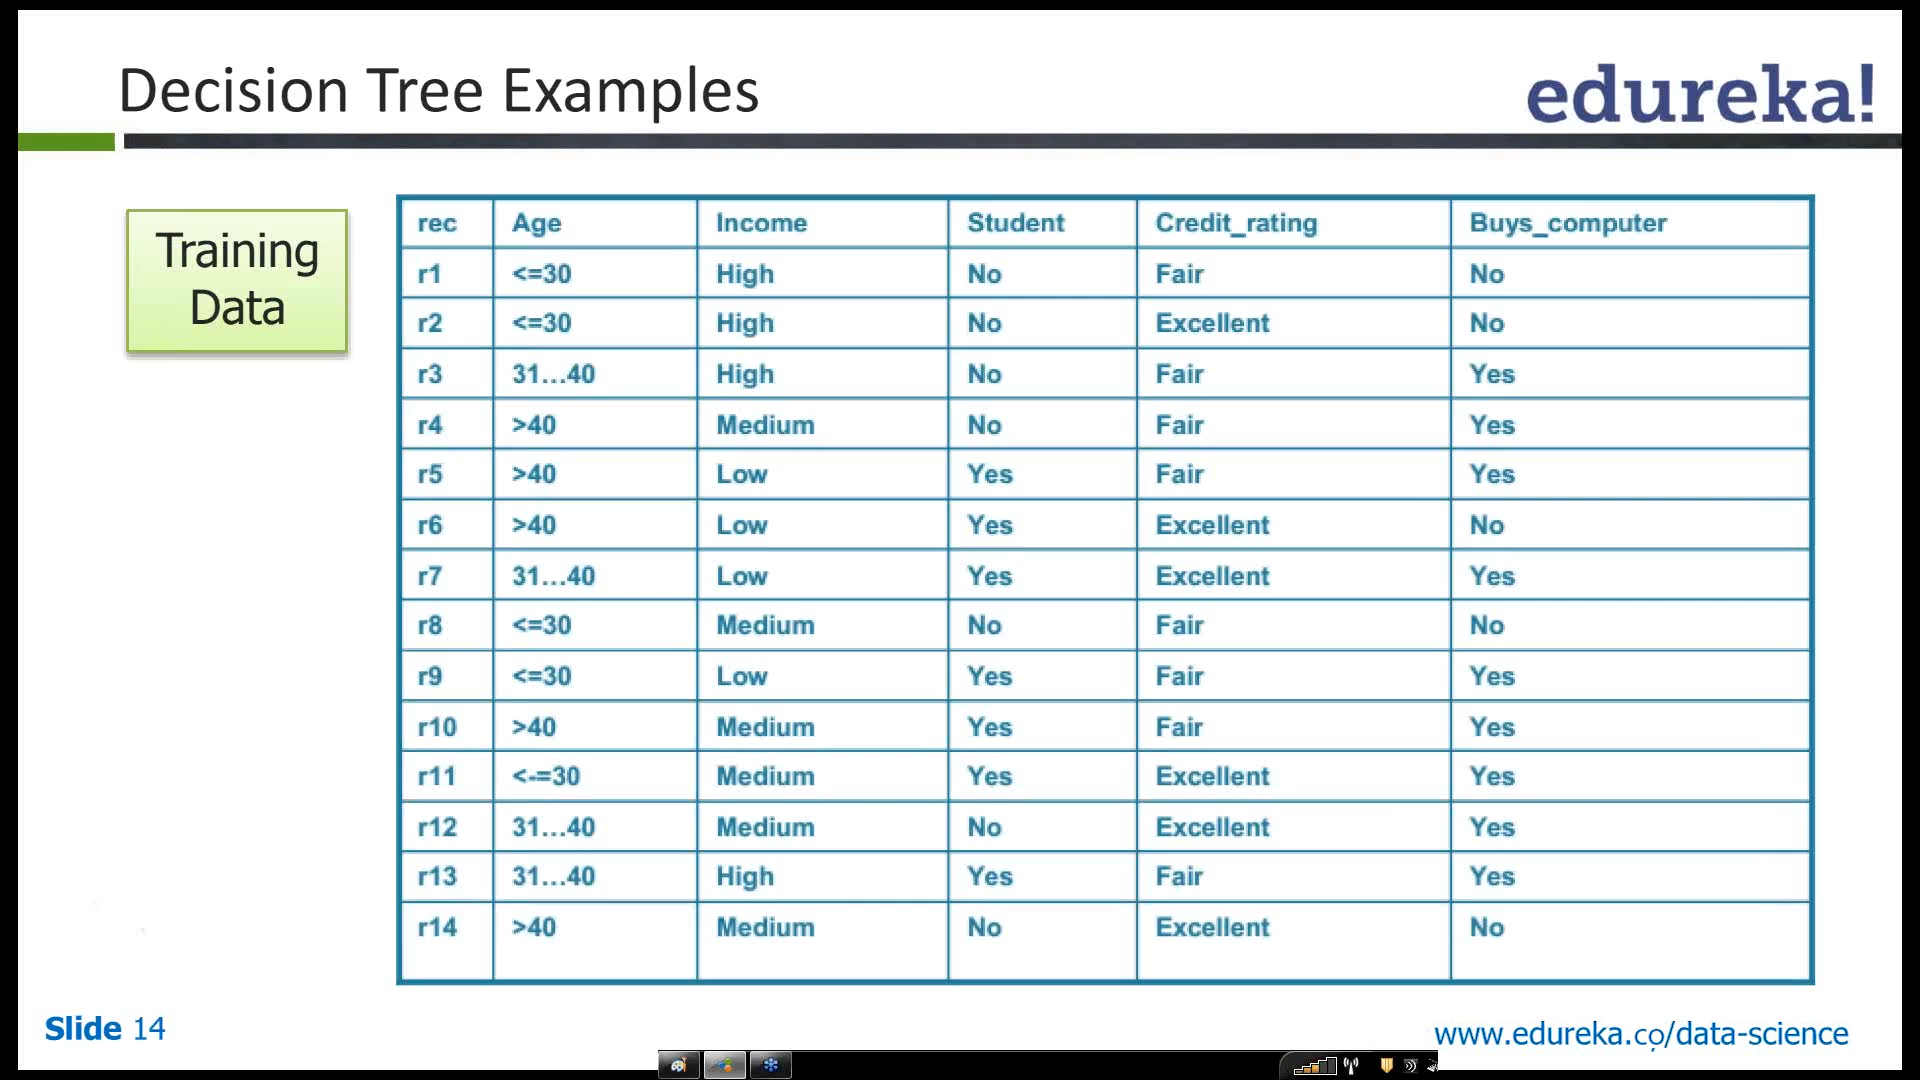 Decision Tree Examples
edureka!
Training
Data
rec Age Income Student Credit_rating Buys_computer
r1 <=30 High No Fair No
r2 <=30 High No Excellent No
r3 31...40 High No Fair Yes
r4 >40 Medium No Fair Yes
r5 >40 Low Yes Fair Yes
r6 >40 Low Yes Excellent No
r7 31...40 Low Yes Excellent Yes
r8 <=30 Medium No Fair No
r9 <=30 Low Yes Fair Yes
r10 >40 Medium Yes Fair Yes
r11 <-=30 Medium Yes Excellent Yes
r12 31...40 Medium No Excellent Yes
r13 31...40 High Yes Fair Yes
r14 >40 Medium No Excellent No
Slide 14
www.edureka.co/data-science